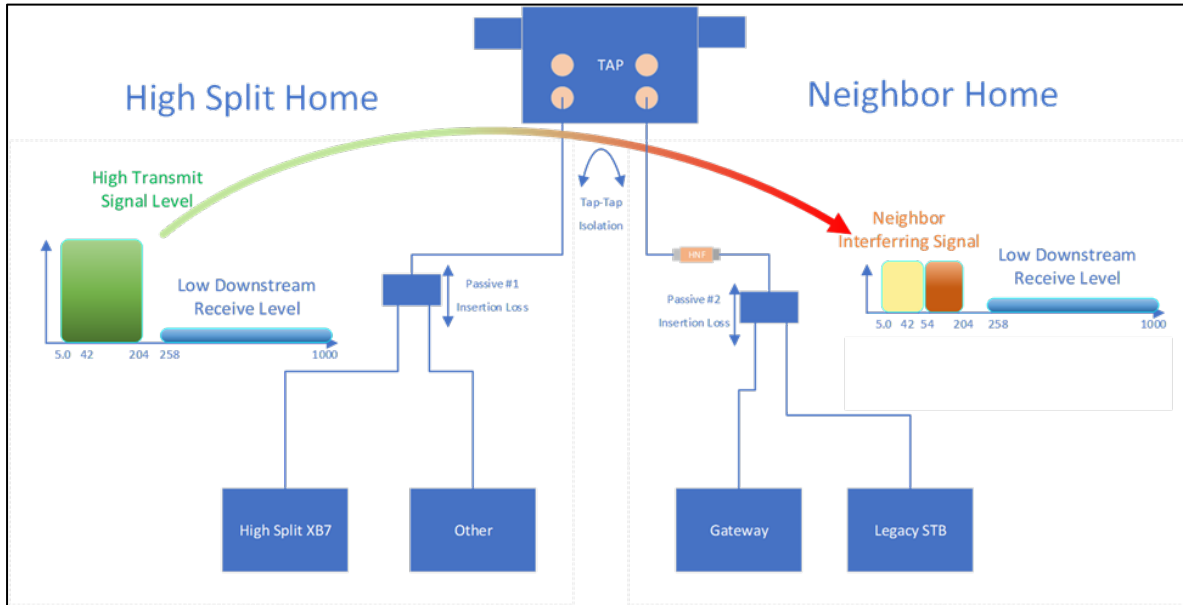 TAP
High Split Home
Neighbor Home
High Transmit
Signal Level
Tap-Tap
Isolation
Neighbor
Interferring Signal
HNF
Low Downstream
Receive Level
Passive #1
Insertion Loss
Passive #2
Insertion Loss
Low Downstream
Receive Level
5.0 42 204 258 1000
5.0 42 54 204 258 1000
High Split XB7
Other
Gateway
Legacy STB